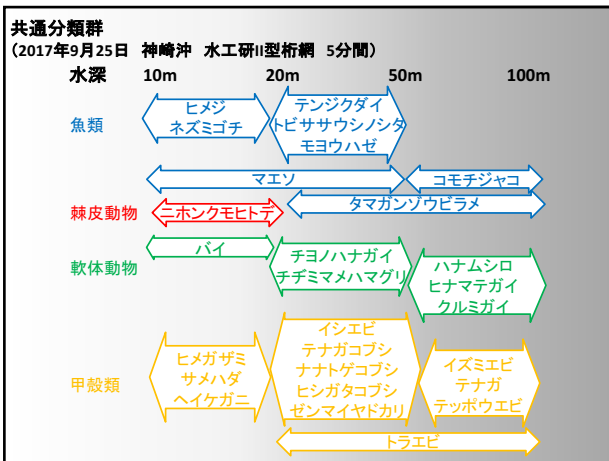 共通分類群
（2017年9月25日　神崎沖　水工研II型桁網　5分間）
水深 10m 20m 50m 100m
魚類
ヒメジ
ネズミゴチ
テンジクダイ
トビササウシノシタ
モヨウハゼ
マエソ
コモチジャコ
タマガンゾウビラメ
棘皮動物
ニホンクモヒトデ
軟体動物
バイ
チヨノハナガイ
チヂミマメハマグリ
ハナムシロ
ヒナマテガイ
クルミガイ
甲殻類
ヒメガザミ
サメハダ
ヘイケガニ
イシエビ
テナガコブシ
ナナトゲコブシ
ヒシガタコブシ
ゼンマイヤドカリ
イズミエビ
テナガ
テッポウエビ
トラエビ